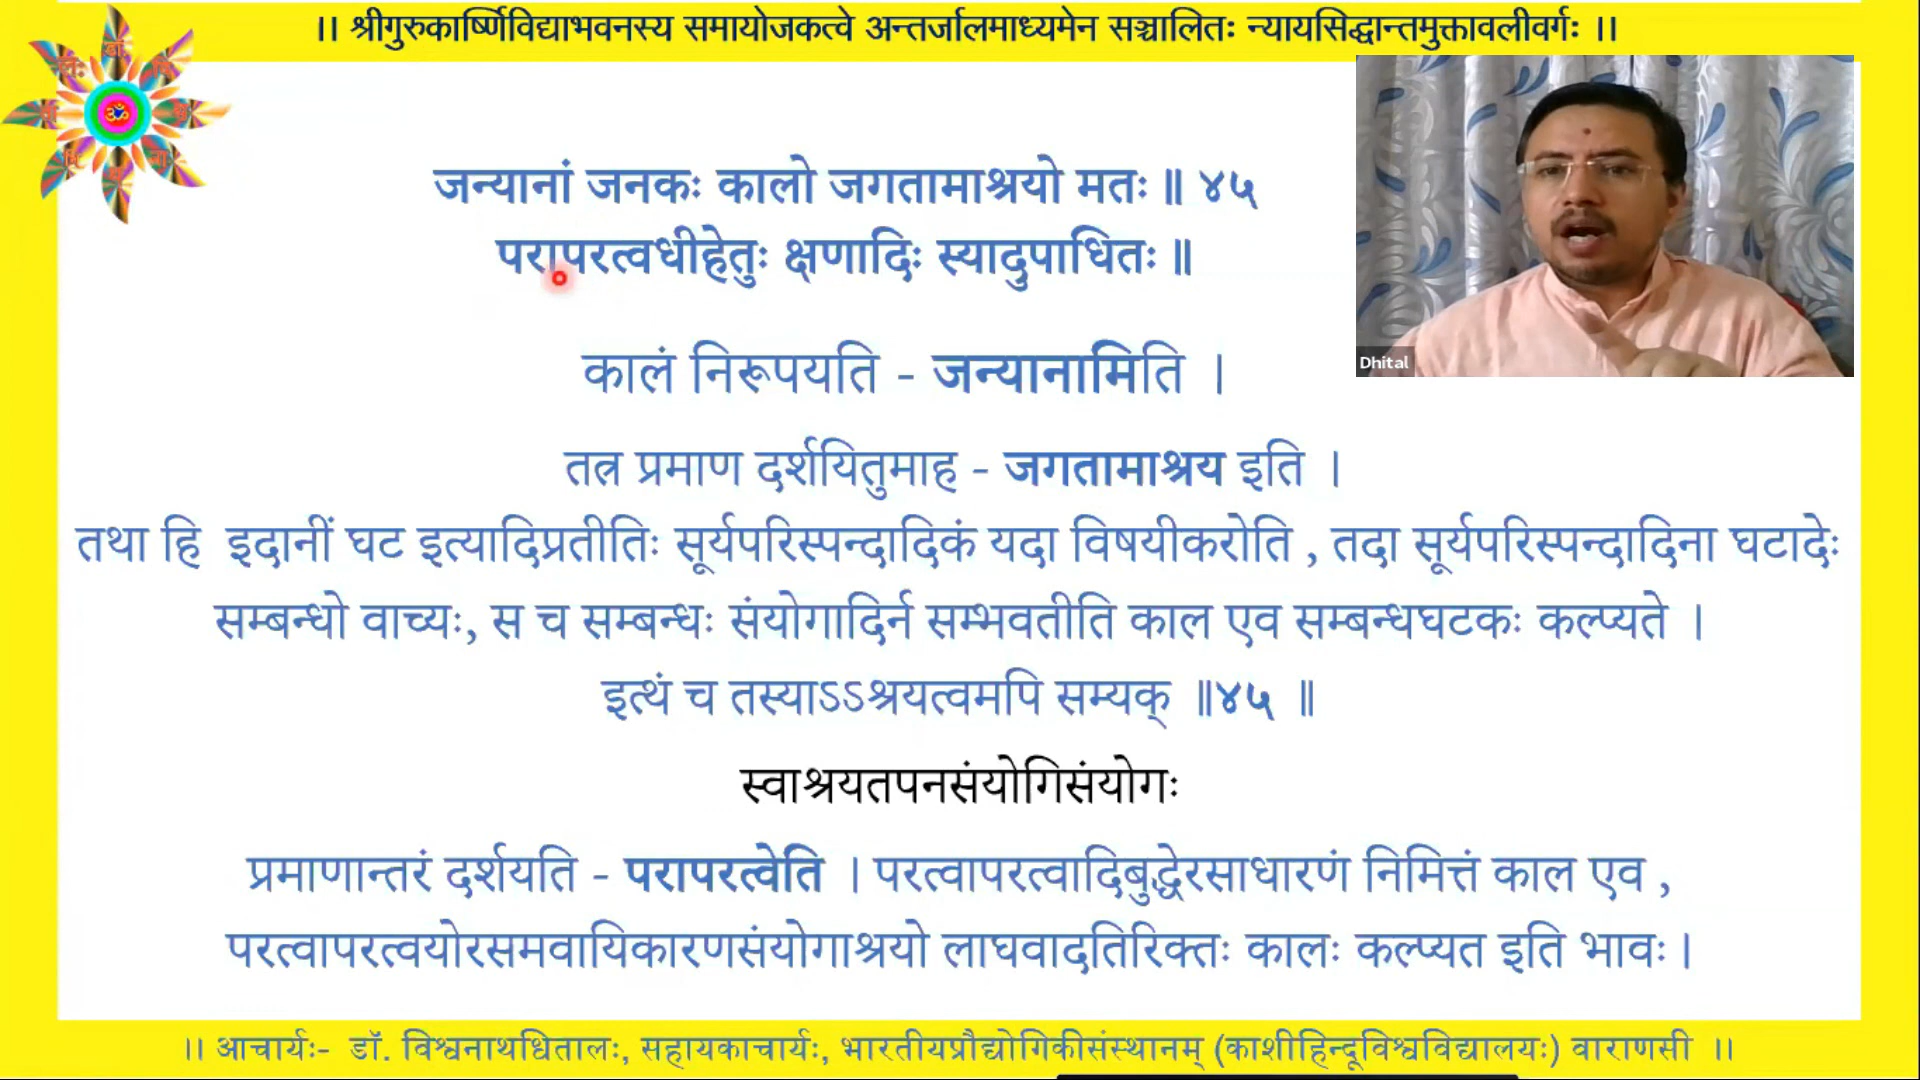 ।। श्रीगुरुकार्ष्णिविद्याभवनस्य समायोजकत्वे अन्तर्जालमाध्यमेन सञ्चालितः न्यायसिद्धान्तमुक्तावलीवर्गः ।।
ॐ
जन्यानां जनकः कालो जगतामाश्रयो मतः॥ ४५
परापरत्वधीहेतुः क्षणादिः स्यादुपाधितः॥
Dhital
कालं निरूपयति - जन्यानामिति ।
तत्र प्रमाण दर्शयितुमाह - जगतामाश्रय इति ।
तथा हि इदानीं घट इत्यादिप्रतीतिः सूर्यपरिस्पन्दादिकं यदा विषयीकरोति , तदा सूर्यपरिस्पन्दादिना घटादेः
सम्बन्धो वाच्यः, स च सम्बन्धः संयोगादिर्न सम्भवतीति काल एव सम्बन्धघटकः कल्प्यते ।
इत्थं च तस्याऽऽश्रयत्वमपि सम्यक् ॥४५ ॥
स्वाश्रयतपनसंयोगिसंयोगः
प्रमाणान्तरं दर्शयति - परापरत्वेति । परत्वापरत्वादिबुद्धेरसाधारणं निमित्तं काल एव ,
परत्वापरत्वयोरसमवायिकारणसंयोगाश्रयो लाघवादतिरिक्तः कालः कल्प्यत इति भावः।
।। आचार्यः- डॉ. विश्वनाथधितालः, सहायकाचार्यः, भारतीयप्रौद्योगिकीसंस्थानम् (काशीहिन्दूविश्वविद्यालयः) वाराणसी ।।